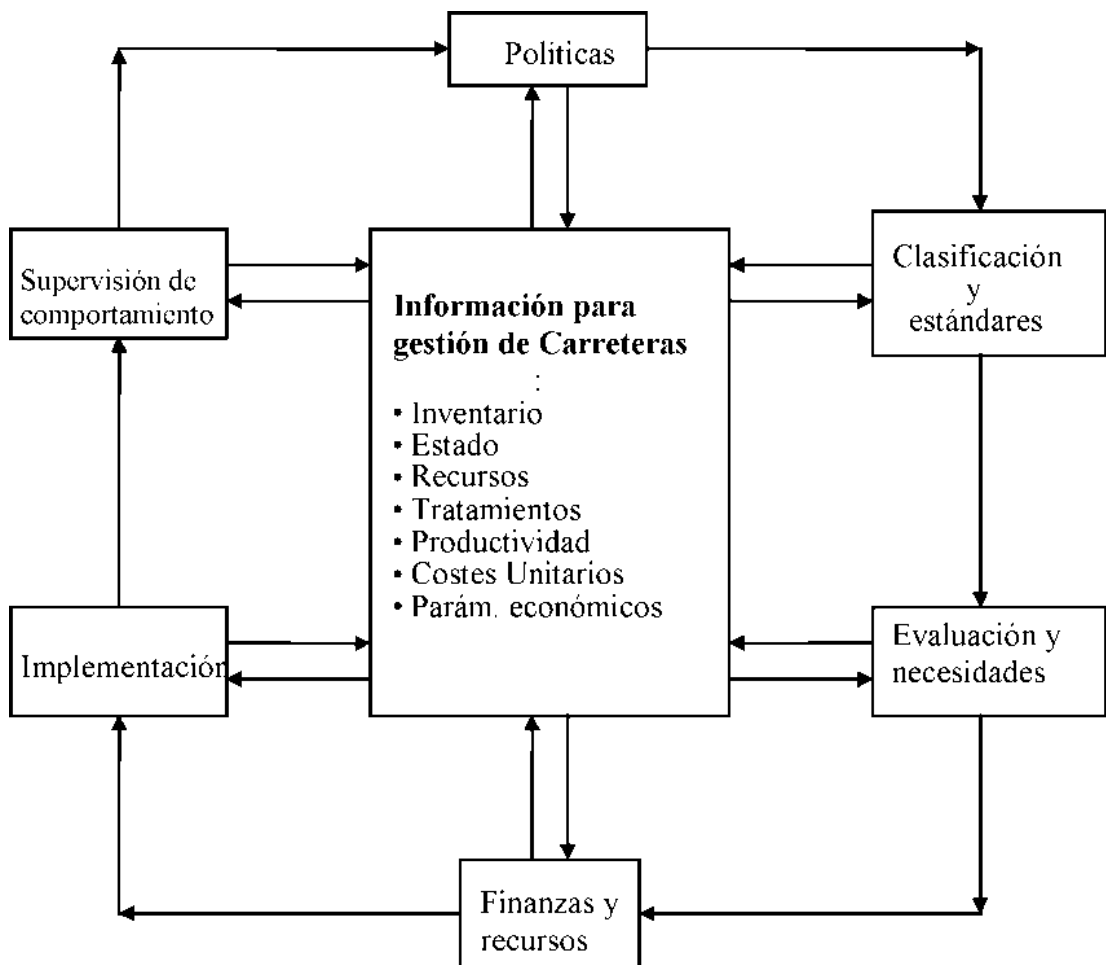 Políticas
Clasificación
y
estándares
Supervisión de
comportamiento
Información para
gestión de Carreteras
:
• Inventario
• Estado
• Recursos
• Tratamientos
• Productividad
• Costes Unitarios
• Parám. económicos
Implementación
Evaluación y
necesidades
Finanzas y
recursos